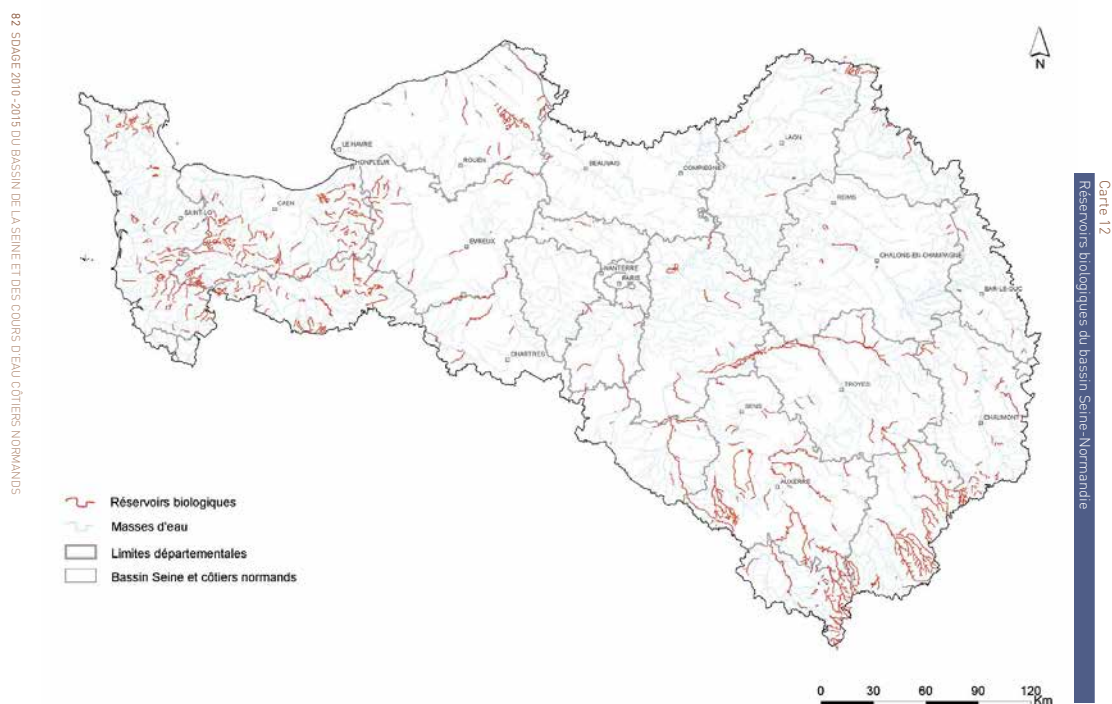 Carte 12
Réservoirs biologiques du bassin Seine-Normandie
N
LAON
LE HAVRE
HONFLEUR
ROUEN
BEAUVAIS
COMPIEGNE
REIMS
SAINT-LO
CAEN
EVREUX
CHALONS-EN-CHAMPAGNE
NANTERRE
PARIS
BAR-LE-DUC
CHARTRES
TROYES
SENS
CHAUMONT
AUXERRE
Réservoirs biologiques
Masses d'eau
Limites départementales
Bassin Seine et côtiers normands
0 30 60 90 120
Km
82 SDAGE 2010-2015 DU BASSIN DE LA SEINE ET DES COURS D'EAU CÔTIERS NORMANDS